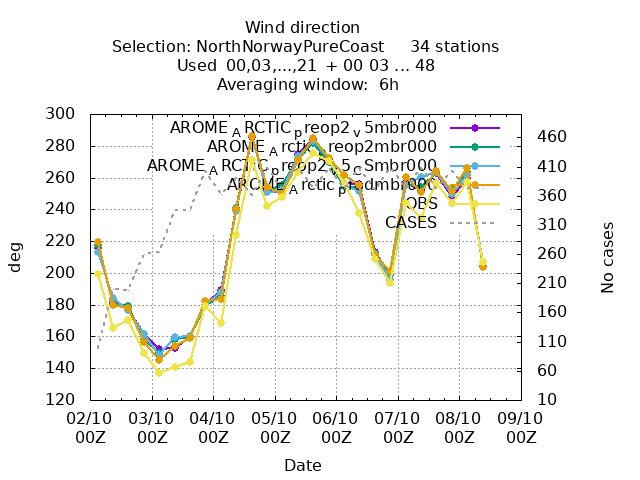 Wind direction
Selection: NorthNorwayPureCoast 34 stations
Used 00,03,...,21 + 00 03 ... 48
Averaging window: 6h
300
280
260
240
220
200
180
160
140
120
deg
AROME_ARCTIC_preop2_v5mbr000
AROME_Arctic_preop2mbr000
OBS
CASES
460
410
360
310
260
210
160
110
60
10
No cases
02/10 03/10 04/10 05/10 06/10 07/10 08/10 09/10
00Z 00Z 00Z 00Z 00Z 00Z 00Z 00Z
Date